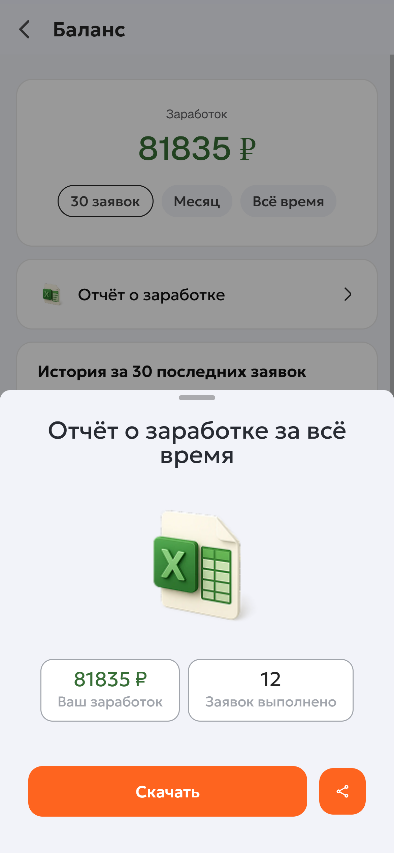 Баланс
Заработок
81835 ₽
30 заявок Месяц Всё время
Отчёт о заработке
История за 30 последних заявок
Отчёт о заработке за всё
время
X
81835 ₽ 12
Ваш заработок Заявок выполнено
Скачать